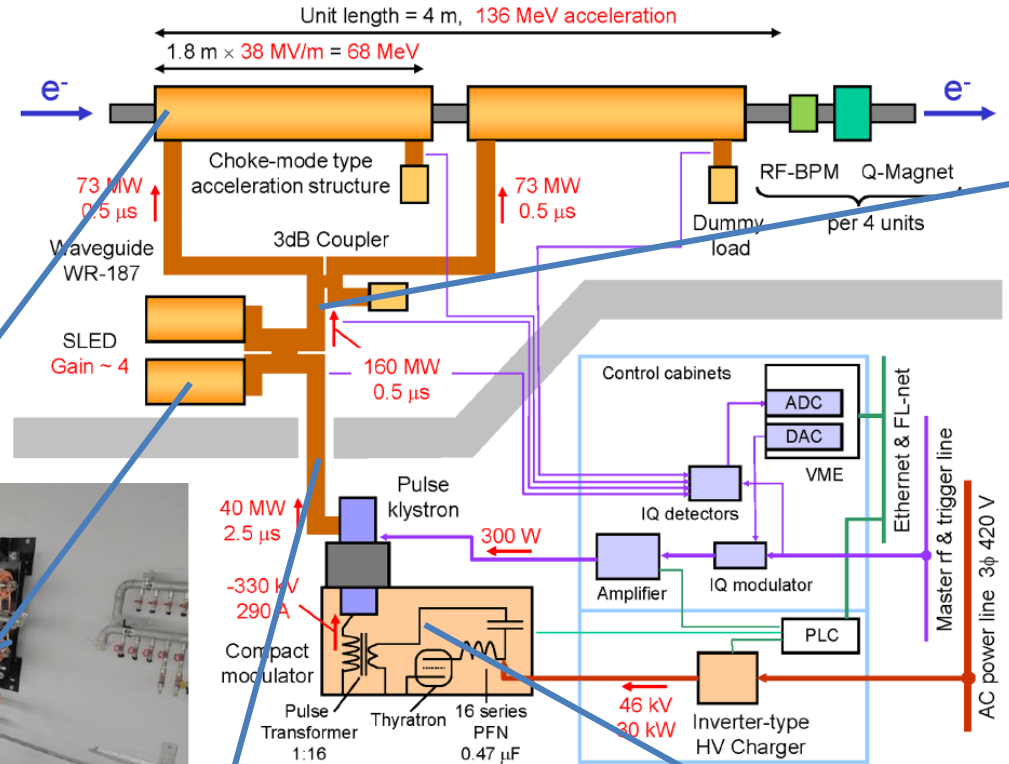 Unit length = 4 m, 136 MeV acceleration
1.8 m × 38 MV/m = 68 MeV
e-
e-
Choke-mode type
acceleration structure
RF-BPM
Q-Magnet
73 MW
0.5 μs
73 MW
0.5 μs
Dummy
load
per 4 units
Waveguide
WR-187
3dB Coupler
SLED
Gain ~ 4
160 MW
0.5 μs
Control cabinets
ADC
DAC
VME
Ethernet & FL-net
Master rf & trigger line
AC power line 3ϕ 420 V
Pulse
klystron
40 MW
2.5 μs
300 W
IQ detectors
IQ modulator
Amplifier
-330 kV
290 A
PLC
Compact
modulator
Pulse
Transformer
1:16
Thyratron
16 series
PFN
0.47 μF
46 kV
30 kW
Inverter-type
HV Charger